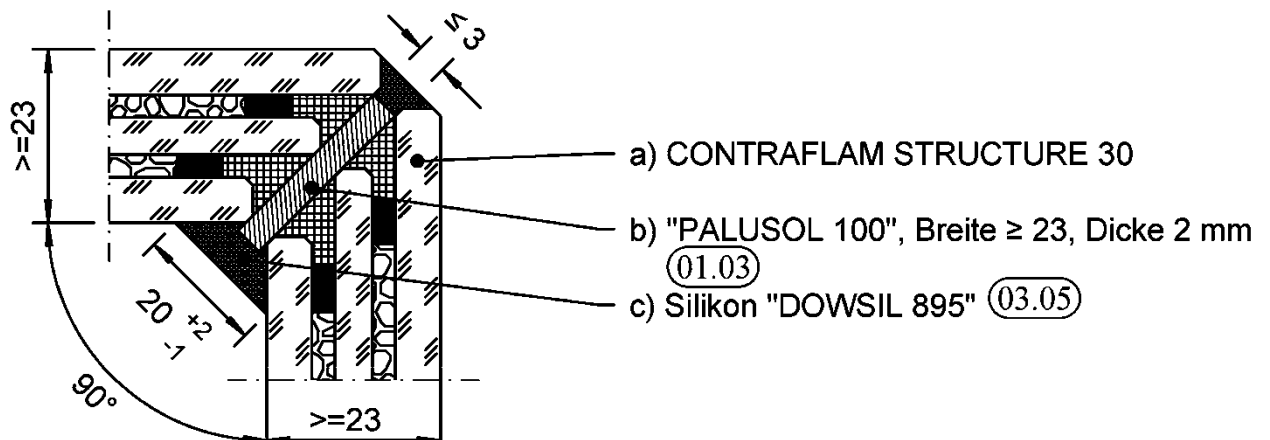 ≤ 3
>=23
a) CONTRAFLAM STRUCTURE 30
b) "PALUSOL 100", Breite ≥ 23, Dicke 2 mm
01.03
c) Silikon "DOWSIL 895" 03.05
20 +2 -1
90°
>=23